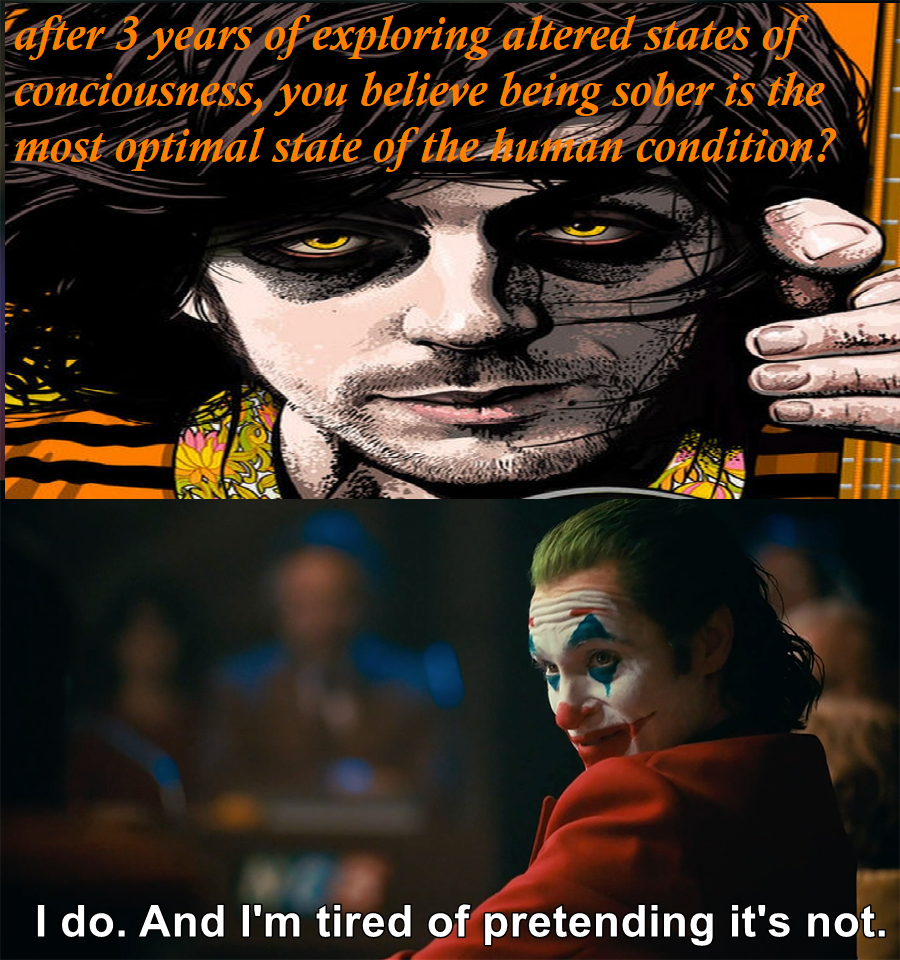 after 3 years of exploring altered states of
conciousness, you believe being sober is the
most optimal state of the human condition?
I do. And I'm tired of pretending it's not.